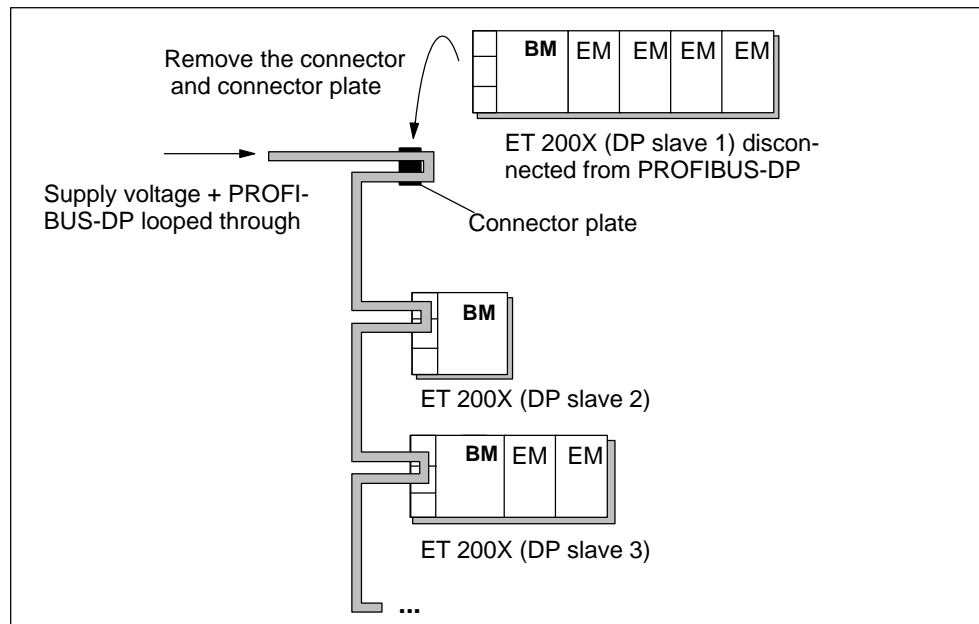 Remove the connector
and connector plate
BM EM EM EM EM
ET 200X (DP slave 1) discon-
nected from PROFIBUS-DP
Supply voltage + PROFI-
BUS-DP looped through
Connector plate
BM
ET 200X (DP slave 2)
BM EM EM
ET 200X (DP slave 3)
...